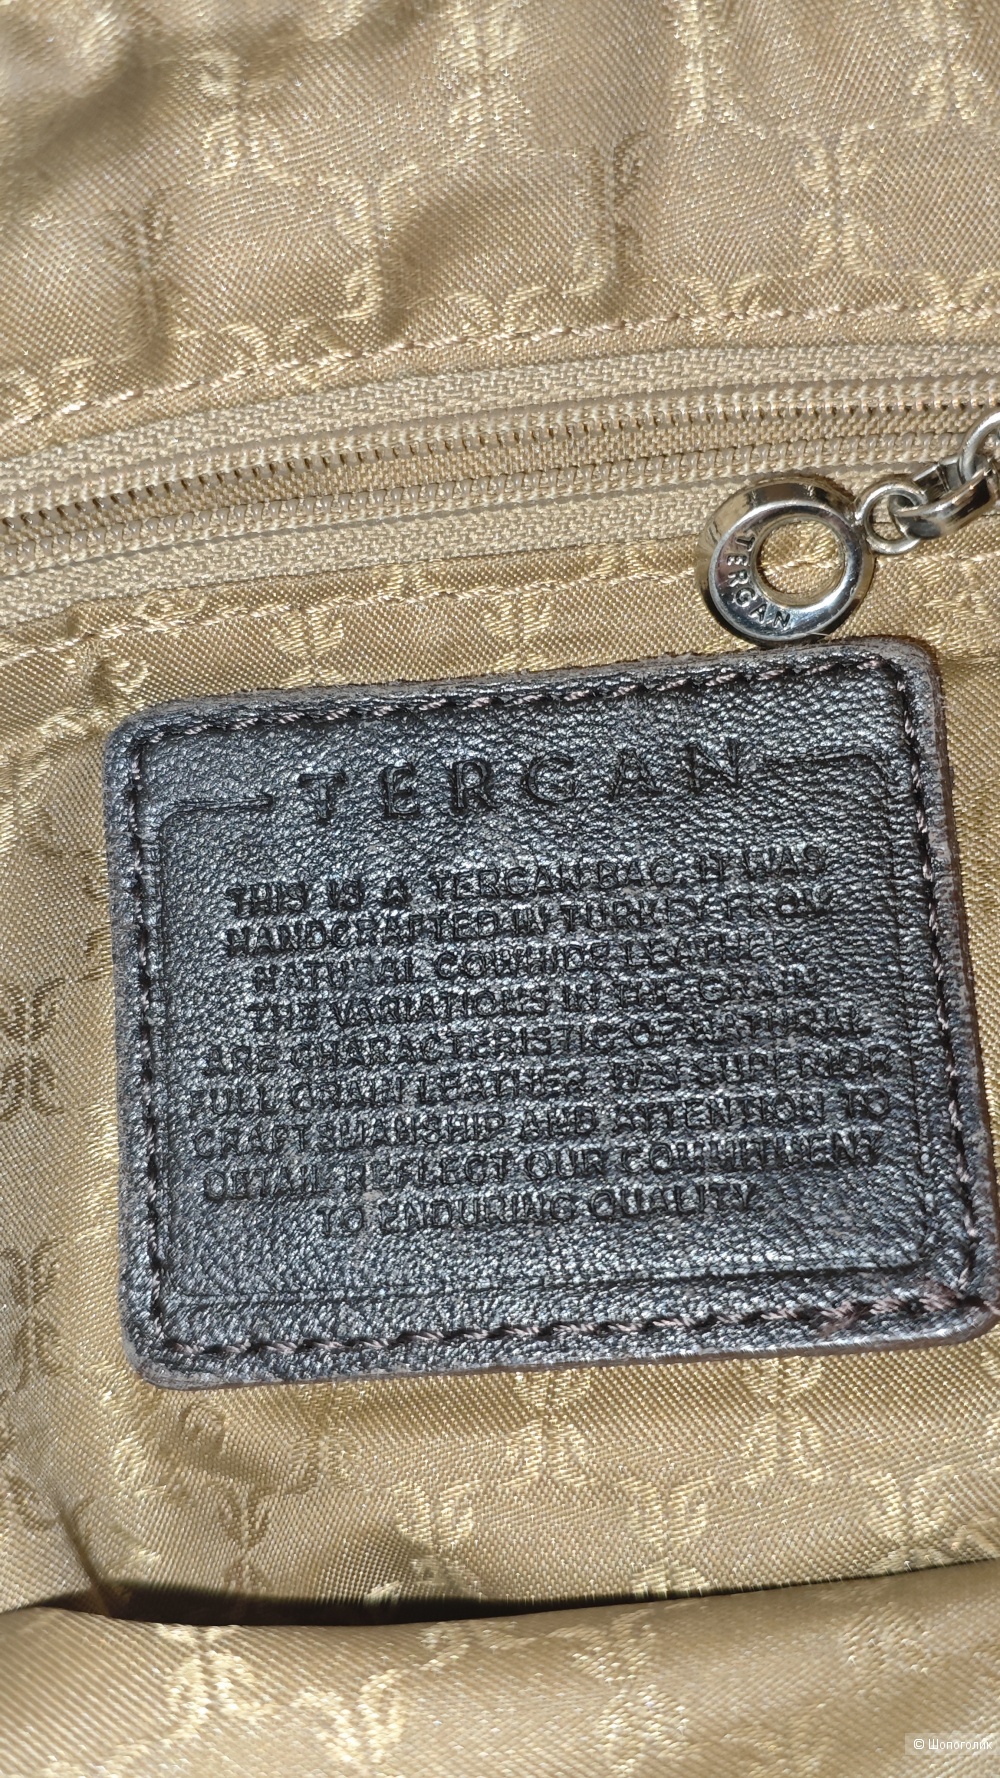 TERGAN
TERGAN
THIS IS A TERGAN BAG. IT WAS
HANDCRAFTED IN TURKEY FROM
NATURAL COWHIDE LEATHER.
THE VARIATIONS IN THE GRAIN
ARE CHARACTERISTIC OF NATURAL
FULL GRAIN LEATHER. ITS SUPERIOR
CRAFTSMANSHIP AND ATTENTION TO
DETAIL REFLECT OUR COMMITMENT
TO ENDURING QUALITY.
© Шопоголик